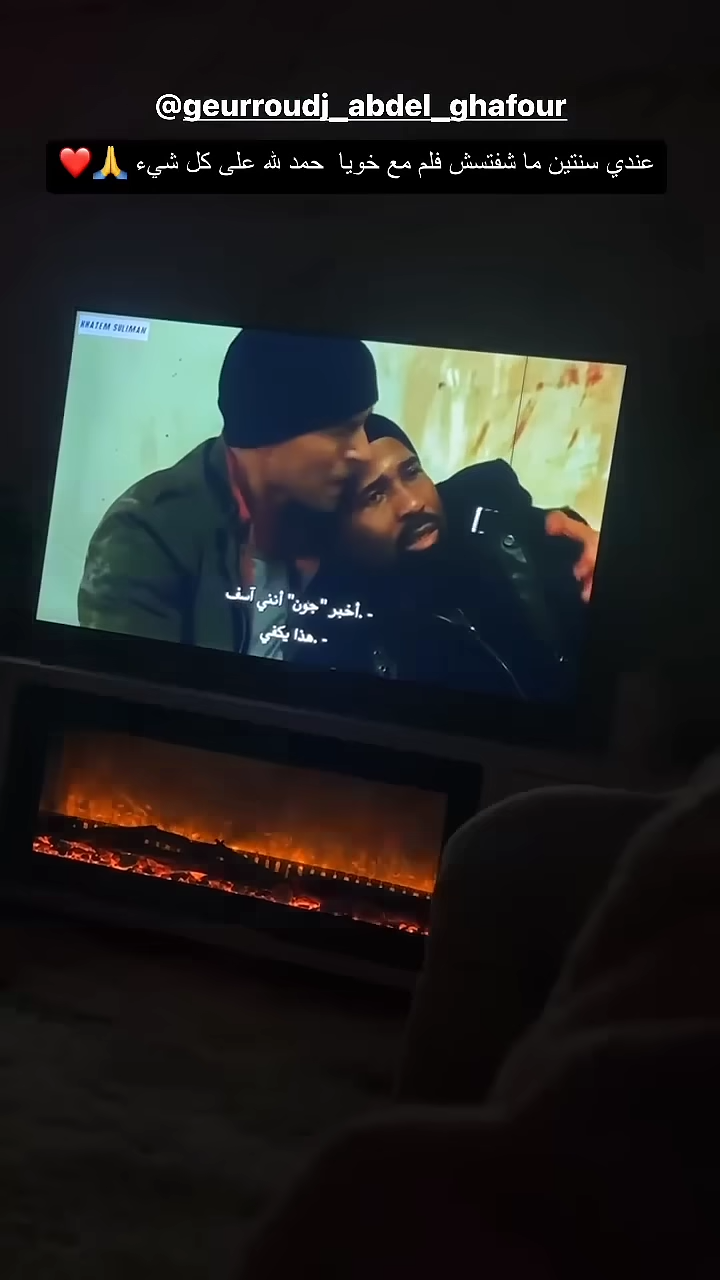 @geurroudj_abdel_ghafour
عندي سنتين ما شفتسش فلم مع خويا حمد لله على كل شيء 🙏❤️
KHATEM SULIMAN
- .أخبر "جون" أنني آسف
- .هذا يكفي